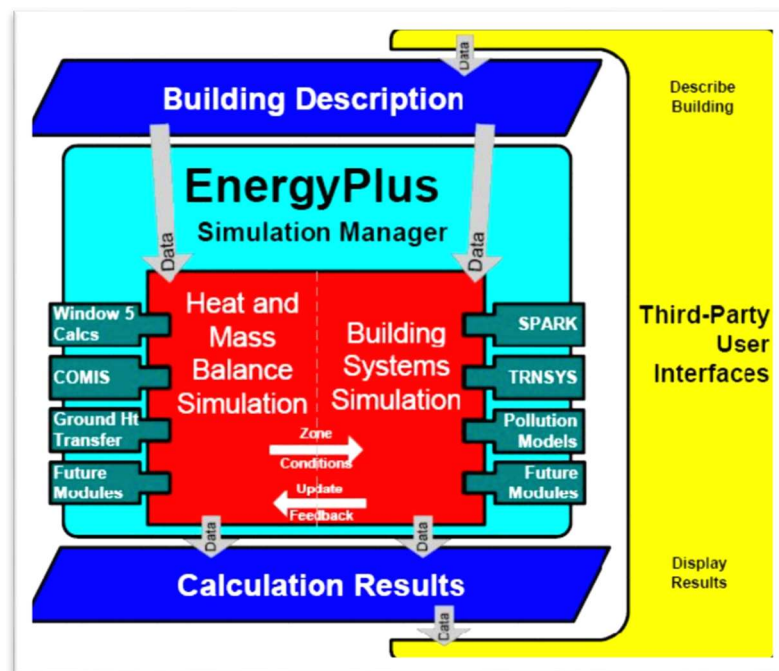 Data
Building Description
Describe
Building
EnergyPlus
Simulation Manager
Data
Data
Heat and
Mass
Balance
Simulation
Building
Systems
Simulation
Window 5
Calcs
COMIS
Ground Ht
Transfer
Future
Modules
SPARK
TRNSYS
Pollution
Models
Future
Modules
Third-Party
User
Interfaces
Zone
Conditions
Update
Feedback
Data
Data
Calculation Results
Display
Results
Data